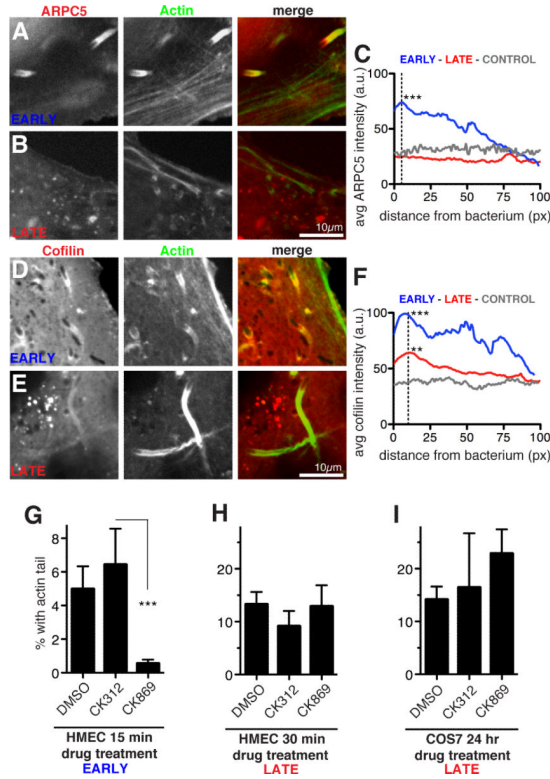 ARPC5 Actin merge
A
EARLY
B
LATE
10μm
C
EARLY - LATE - CONTROL
avg ARPC5 intensity (a.u.)
100
50
0
***
0 25 50 75 100
distance from bacterium (px)
Cofilin Actin merge
D
EARLY
E
LATE
10μm
F
EARLY - LATE - CONTROL
avg cofilin intensity (a.u.)
100
50
0
***
**
0 25 50 75 100
distance from bacterium (px)
G
% with actin tail
8
6
4
2
0
***
DMSO
CK312
CK869
HMEC 15 min
drug treatment
EARLY
H
20
10
0
DMSO
CK312
CK869
HMEC 30 min
drug treatment
LATE
I
20
10
0
DMSO
CK312
CK869
COS7 24 hr
drug treatment
LATE